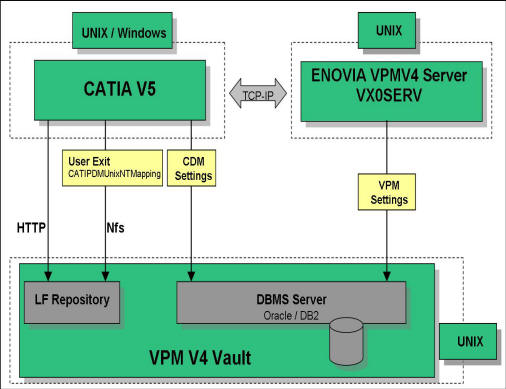 UNIX / Windows
UNIX
CATIA V5
ENOVIA VPMV4 Server
VX0SERV
TCP-IP
User Exit
CATIPDMUnixNTMapping
CDM
Settings
VPM
Settings
HTTP
Nfs
LF Repository
DBMS Server
Oracle / DB2
UNIX
VPM V4 Vault